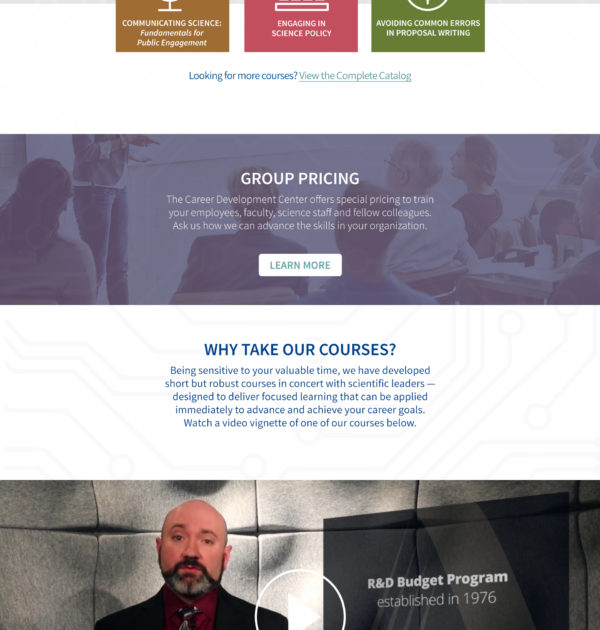 COMMUNICATING SCIENCE:
Fundamentals for
Public Engagement
ENGAGING IN
SCIENCE POLICY
AVOIDING COMMON ERRORS
IN PROPOSAL WRITING
Looking for more courses? View the Complete Catalog
GROUP PRICING
The Career Development Center offers special pricing to train
your employees, faculty, science staff and fellow colleagues.
Ask us how we can advance the skills in your organization.
LEARN MORE
WHY TAKE OUR COURSES?
Being sensitive to your valuable time, we have developed
short but robust courses in concert with scientific leaders —
designed to deliver focused learning that can be applied
immediately to advance and achieve your career goals.
Watch a video vignette of one of our courses below.
R&D Budget Program
established in 1976